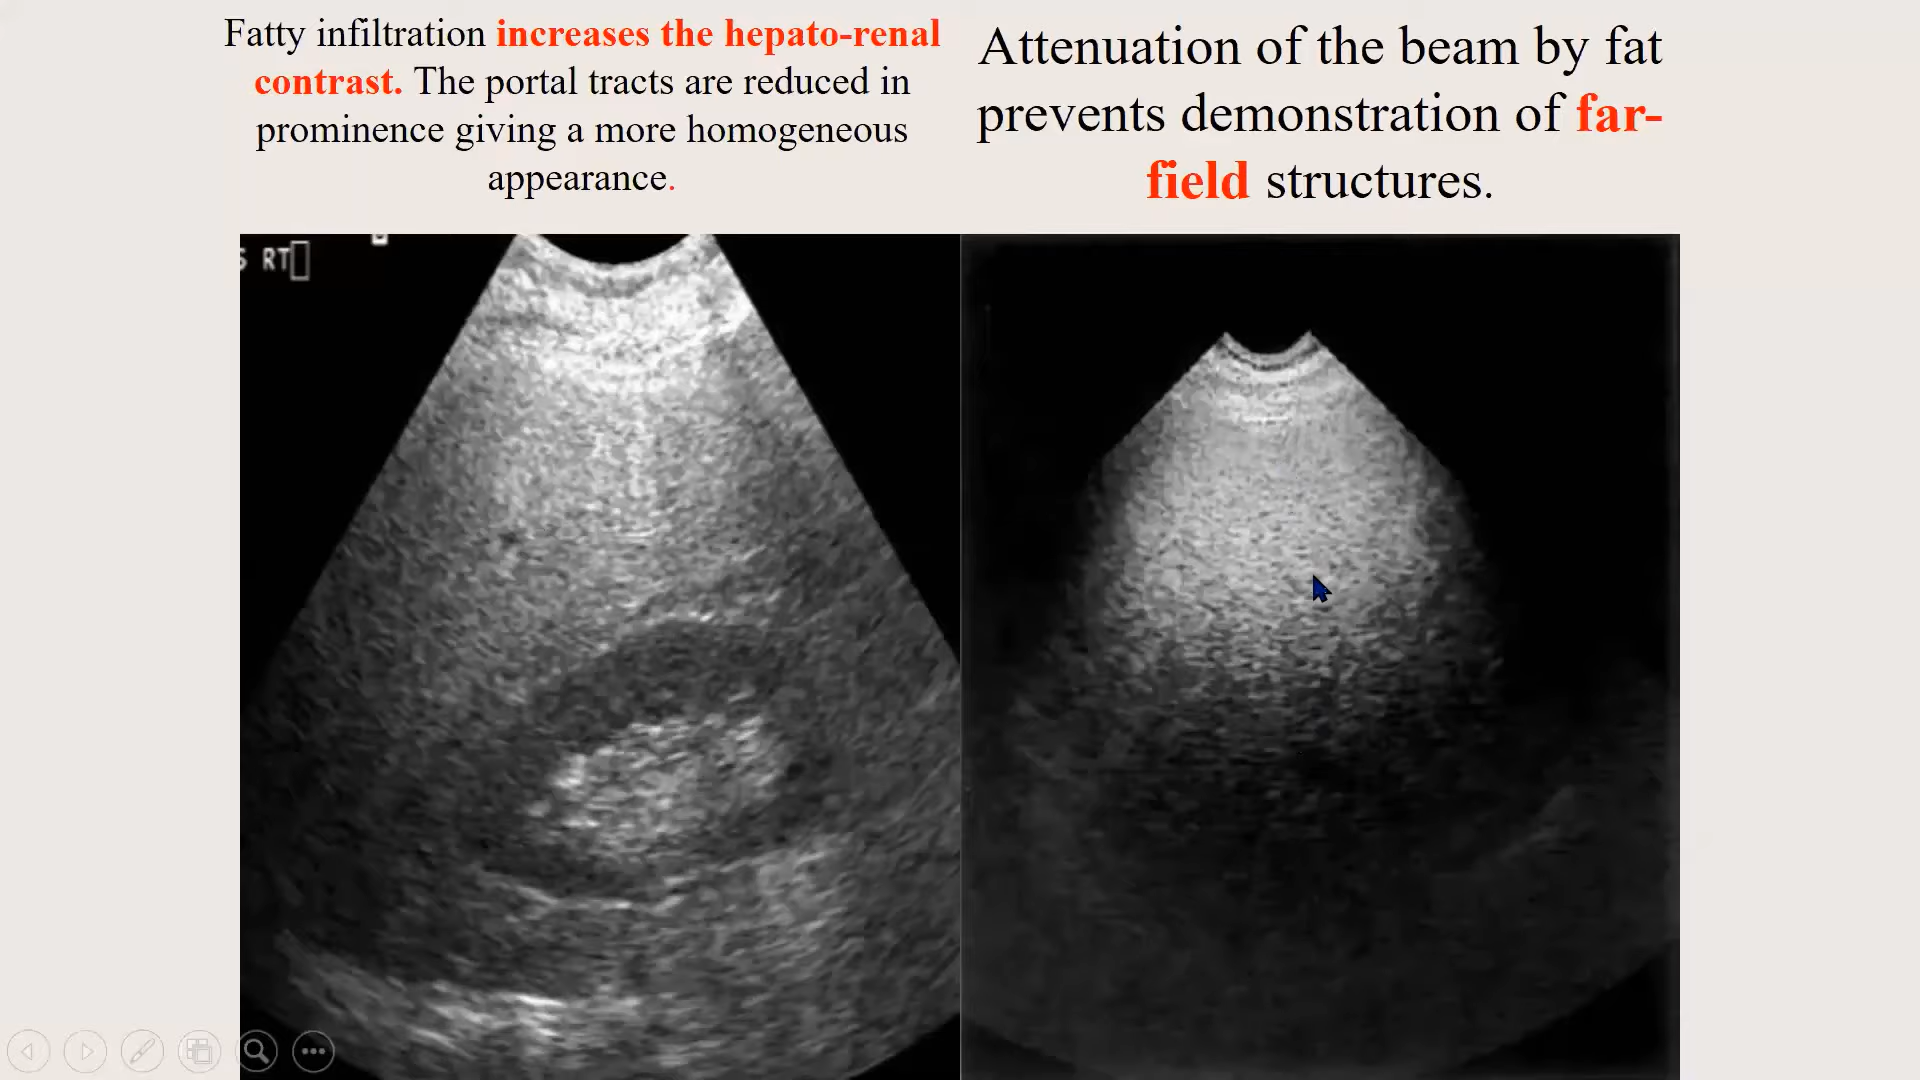 Fatty infiltration increases the hepato-renal
contrast. The portal tracts are reduced in
prominence giving a more homogeneous
appearance.
Attenuation of the beam by fat
prevents demonstration of far-
field structures.
S RT